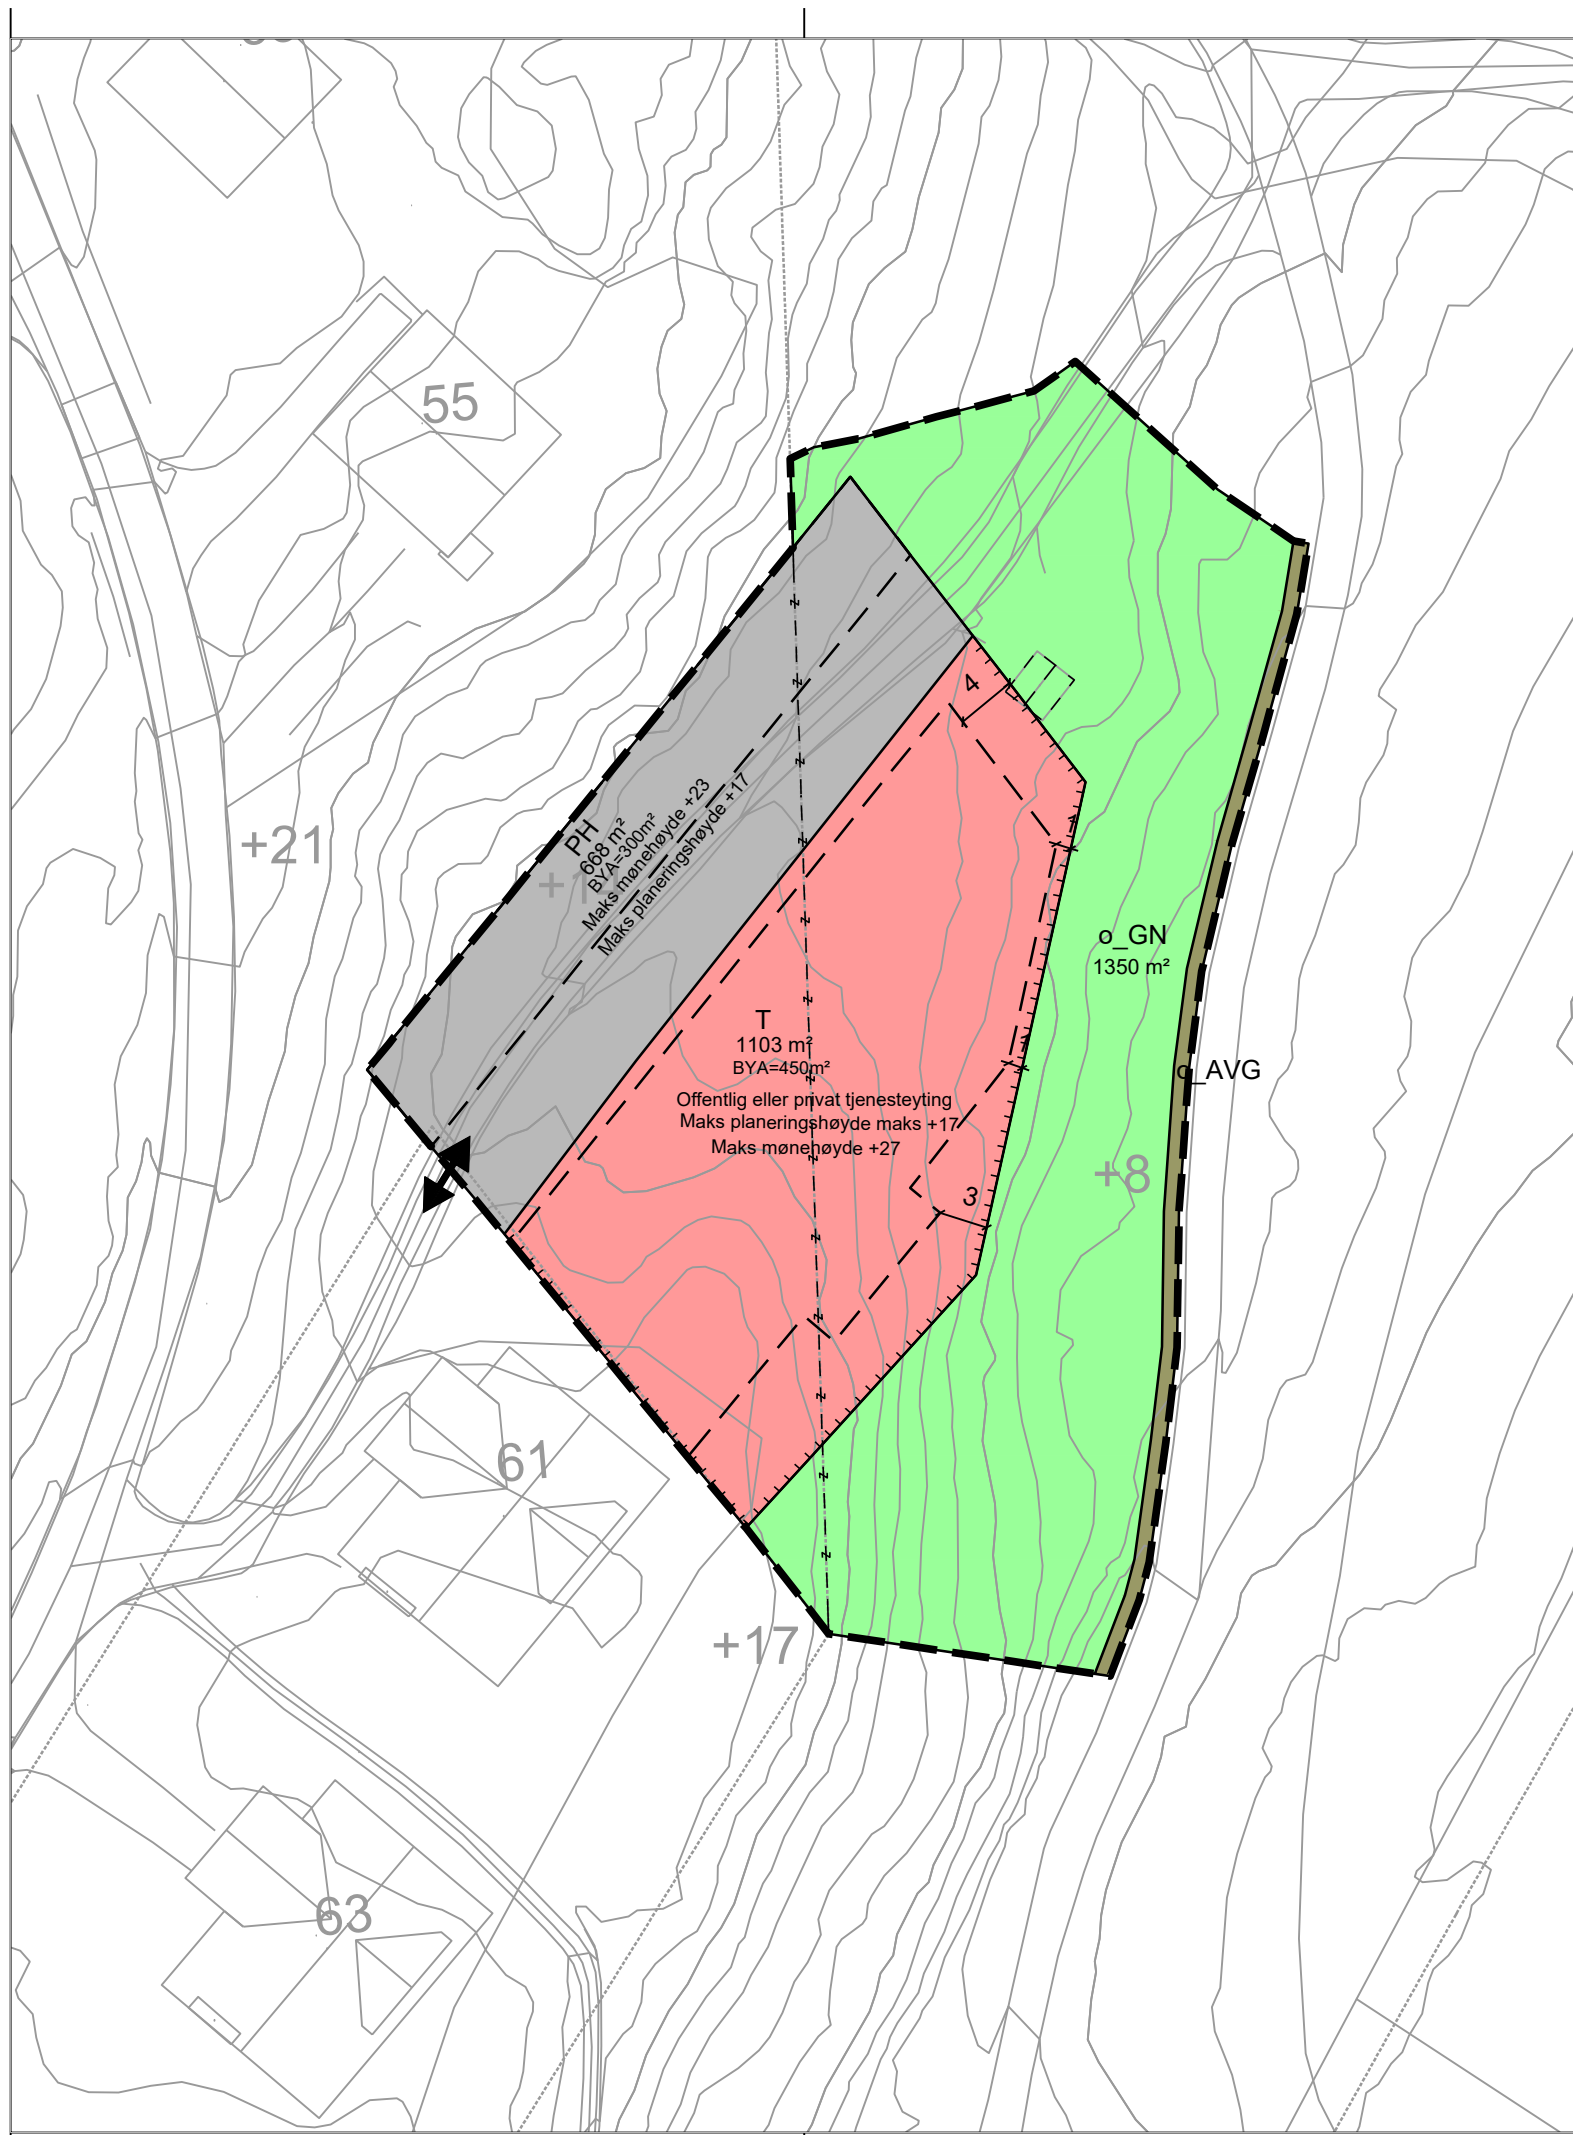 55
4
+21
PH
668 m²
BYA=300m²
Maks mønehøyde +23
Maks planeringshøyde +17
1
o_GN
1350 m²
T
1103 m²
BYA=450m²
1
o_AVG
Offentlig eller privat tjenesteyting
Maks planeringshøyde maks +17
Maks mønehøyde +27
+8
3
61
+17
63